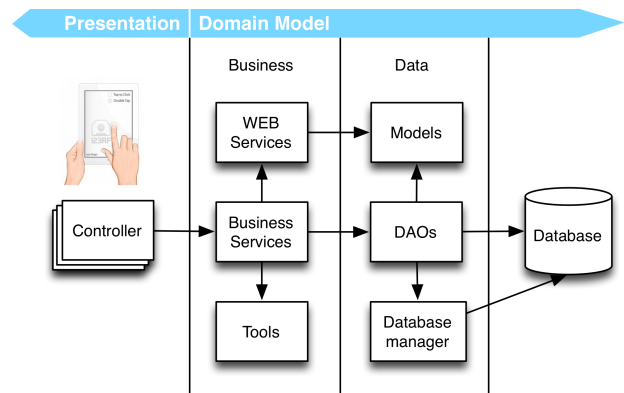 Presentation
Domain Model
Business
Data
WEB
Services
Models
Controller
Business
Services
DAOs
Database
Tools
Database
manager